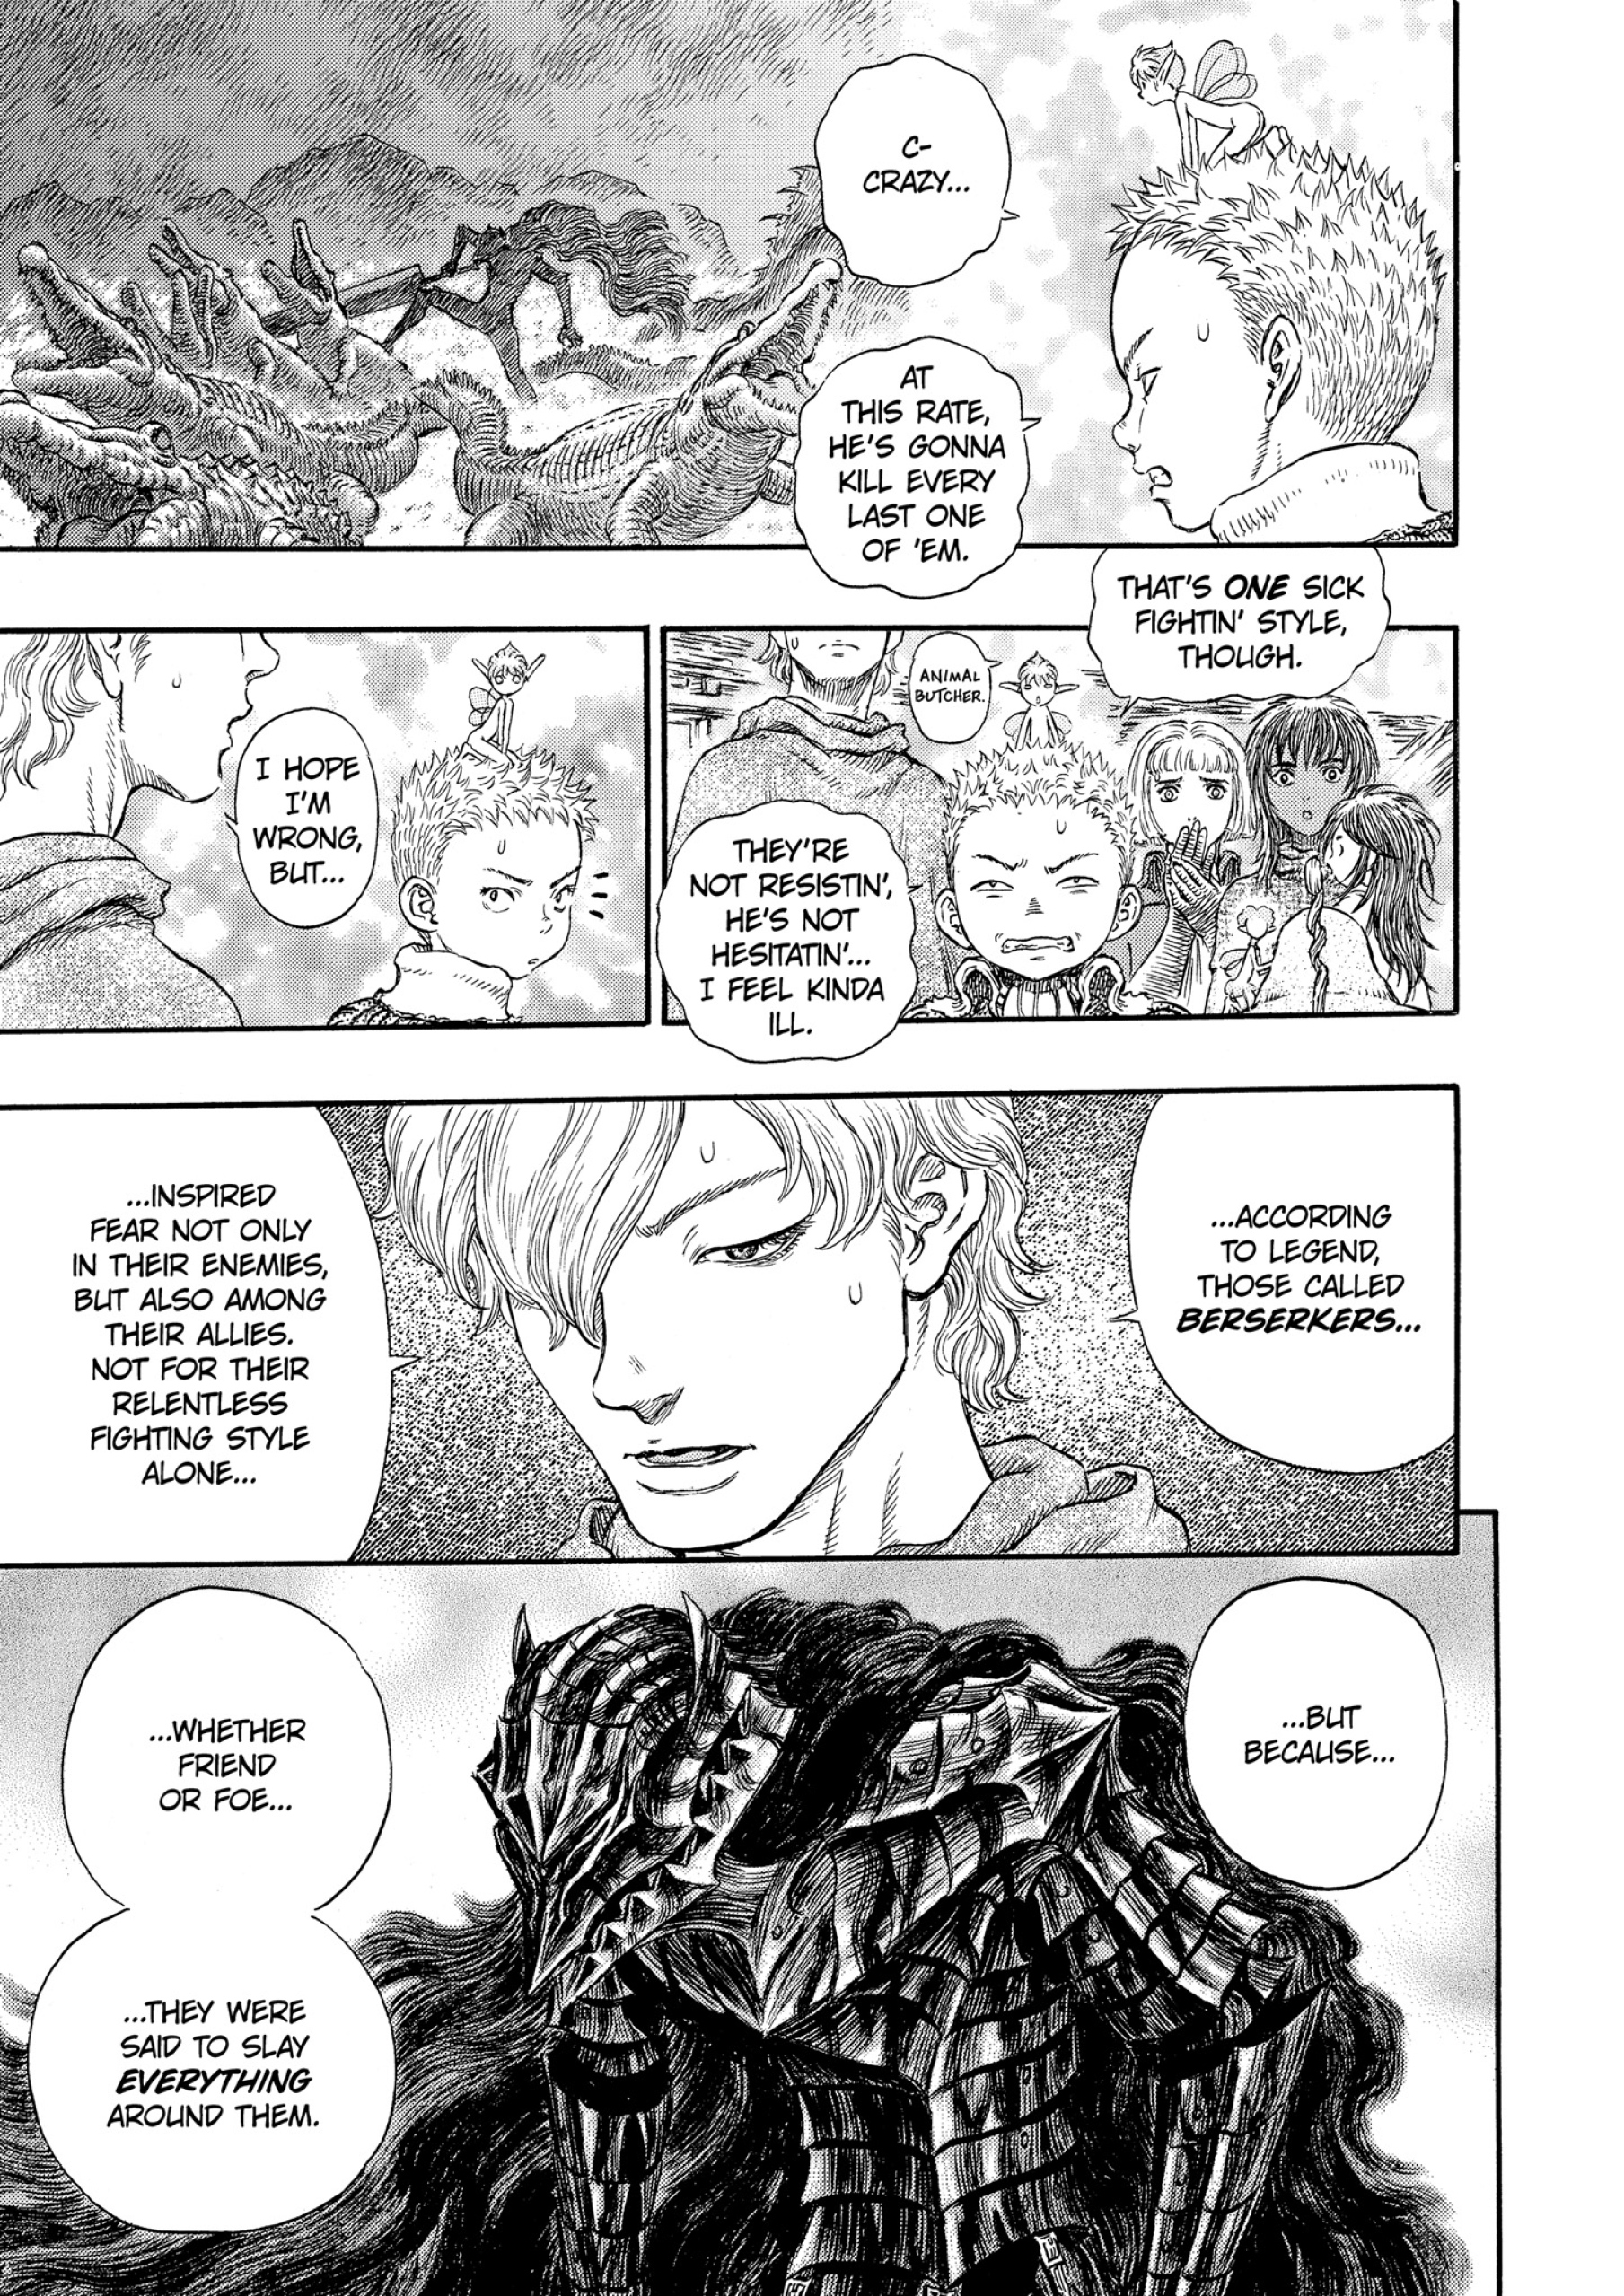 C-
CRAZY...
AT
THIS RATE,
HE'S GONNA
KILL EVERY
LAST ONE
OF 'EM.
THAT'S ONE SICK
FIGHTIN' STYLE,
THOUGH.
ANIMAL
BUTCHER.
THEY'RE
NOT RESISTIN',
HE'S NOT
HESITATIN'...
I FEEL KINDA
ILL.
I HOPE
I'M
WRONG,
BUT...
...ACCORDING
TO LEGEND,
THOSE CALLED
BERSERKERS...
...INSPIRED
FEAR NOT ONLY
IN THEIR ENEMIES,
BUT ALSO AMONG
THEIR ALLIES.
NOT FOR THEIR
RELENTLESS
FIGHTING STYLE
ALONE...
...BUT
BECAUSE...
...WHETHER
FRIEND
OR FOE...
...THEY WERE
SAID TO SLAY
EVERYTHING
AROUND THEM.